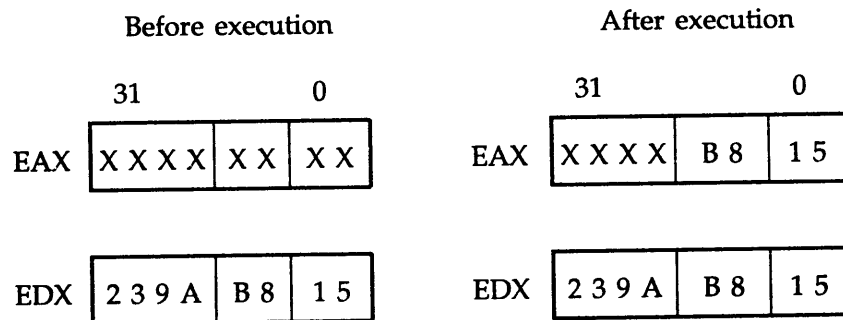 Before execution After execution
31 0 31 0
EAX X X X X X X X X EAX X X X X B 8 1 5
EDX 2 3 9 A B 8 1 5 EDX 2 3 9 A B 8 1 5